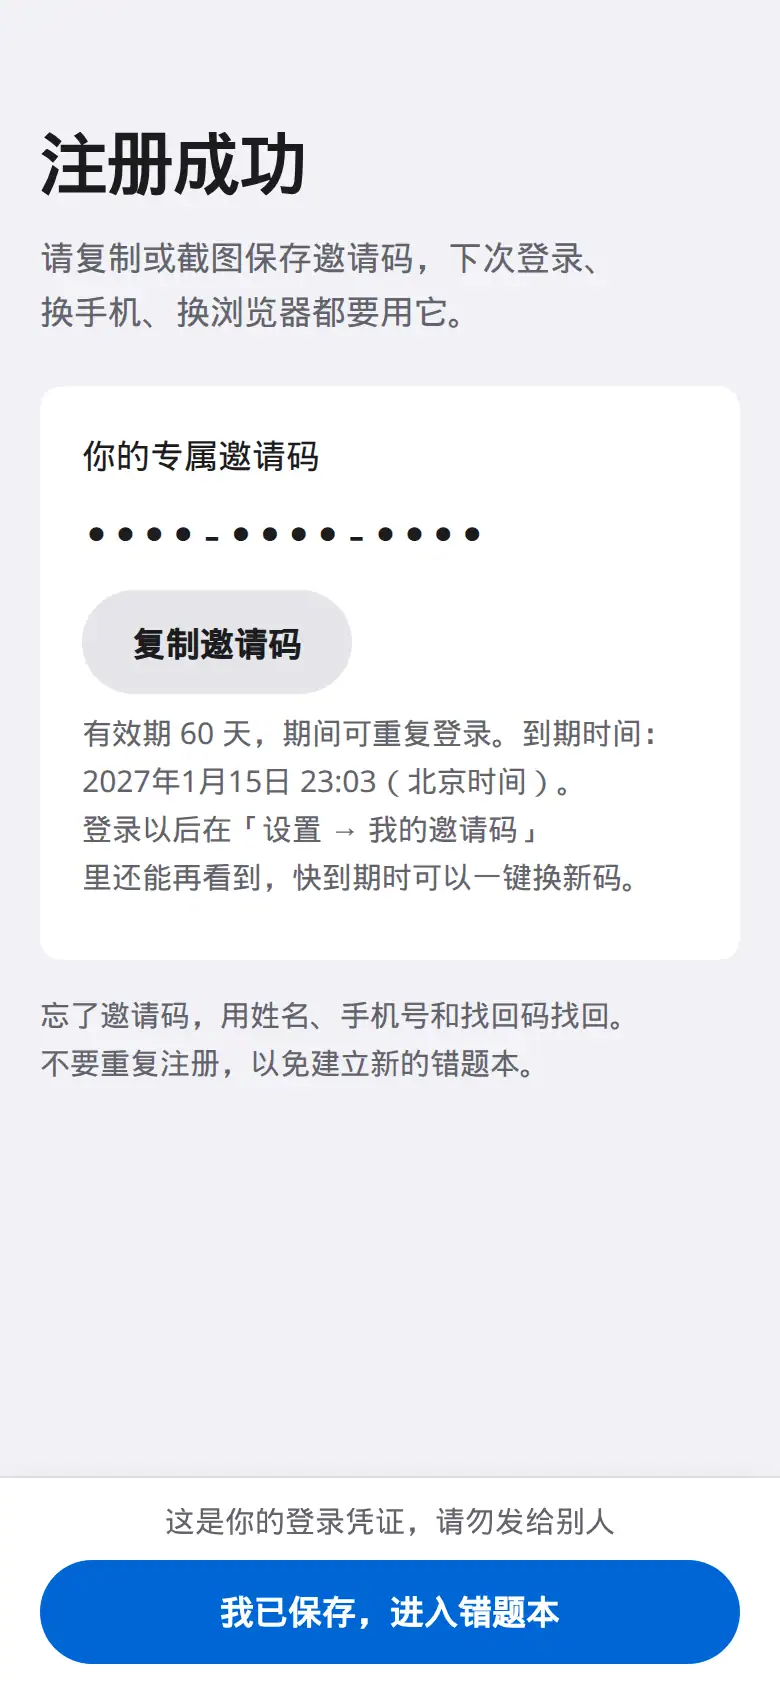 注册成功
请复制或截图保存邀请码，下次登录、
换手机、换浏览器都要用它。
你的专属邀请码
••••-••••-••••
复制邀请码
有效期 60 天，期间可重复登录。到期时间：
2027年1月15日 23:03（北京时间）。
登录以后在「设置 → 我的邀请码」
里还能再看到，快到期时可以一键换新码。
忘了邀请码，用姓名、手机号和找回码找回。
不要重复注册，以免建立新的错题本。
这是你的登录凭证，请勿发给别人
我已保存，进入错题本